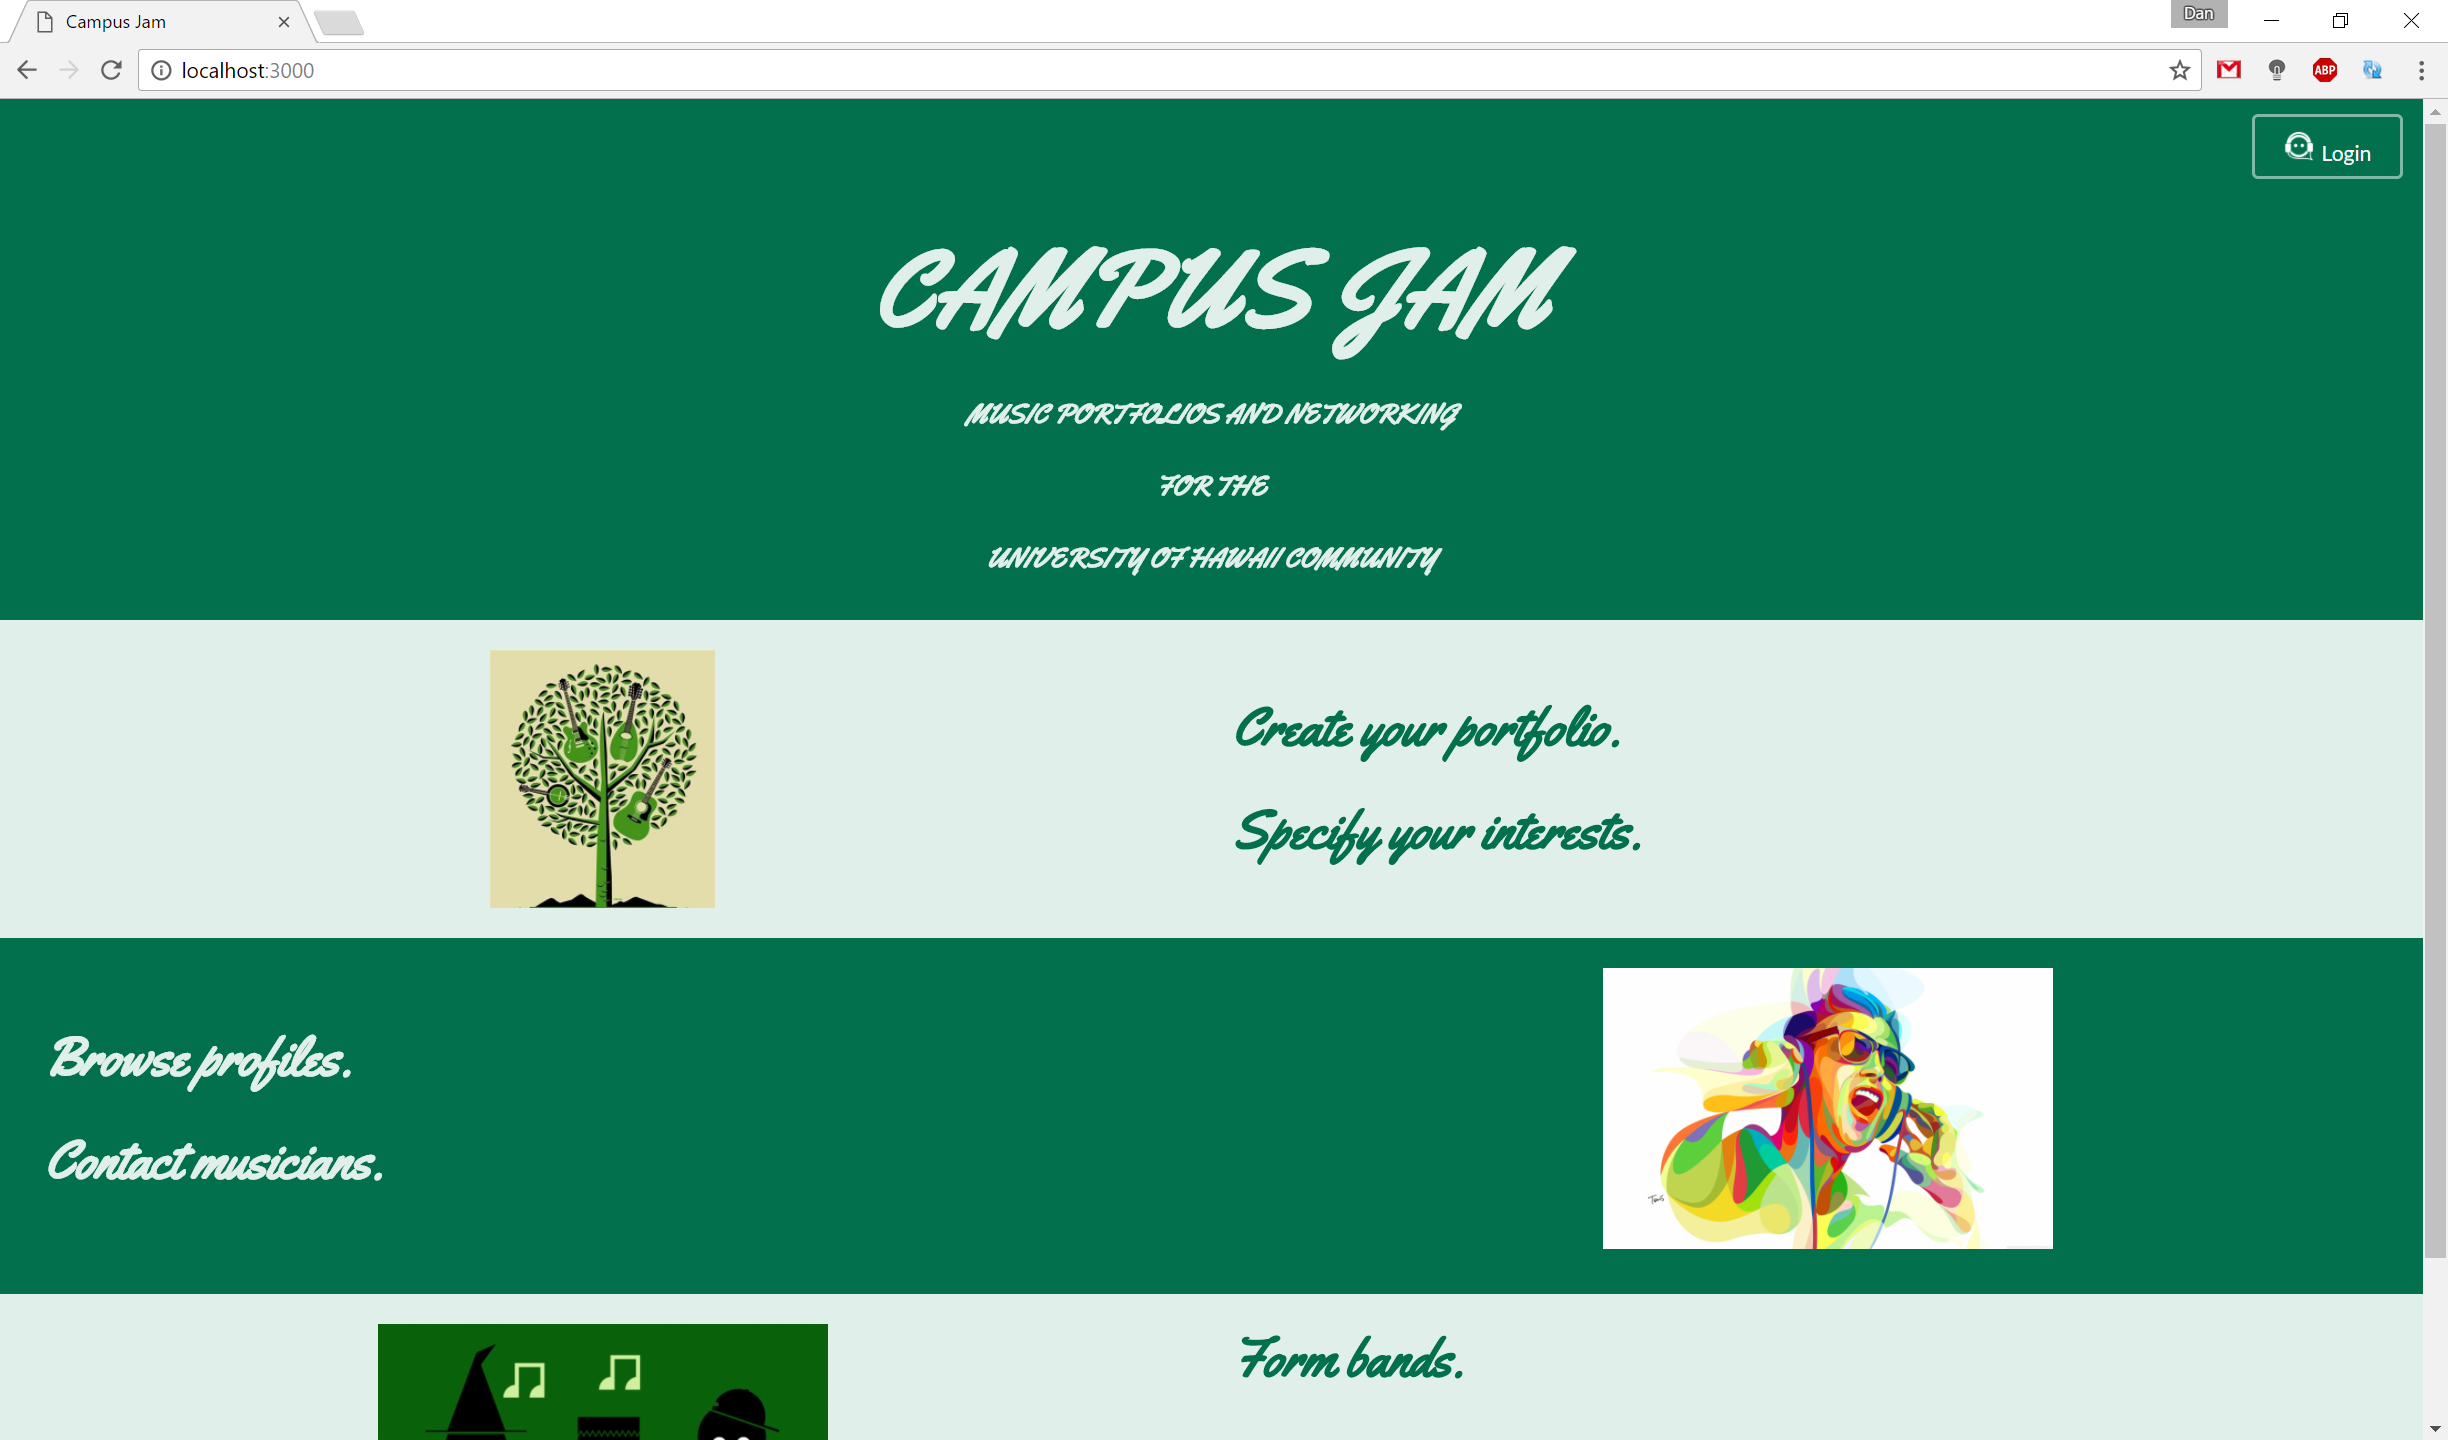 Campus Jam
Dan
localhost:3000
ABP
Login
CAMPUS JAM
MUSIC PORTFOLIOS AND NETWORKING
FOR THE
UNIVERSITY OF HAWAII COMMUNITY
Create your portfolio.
Specify your interests.
Browse profiles.
Contact musicians.
Form bands.